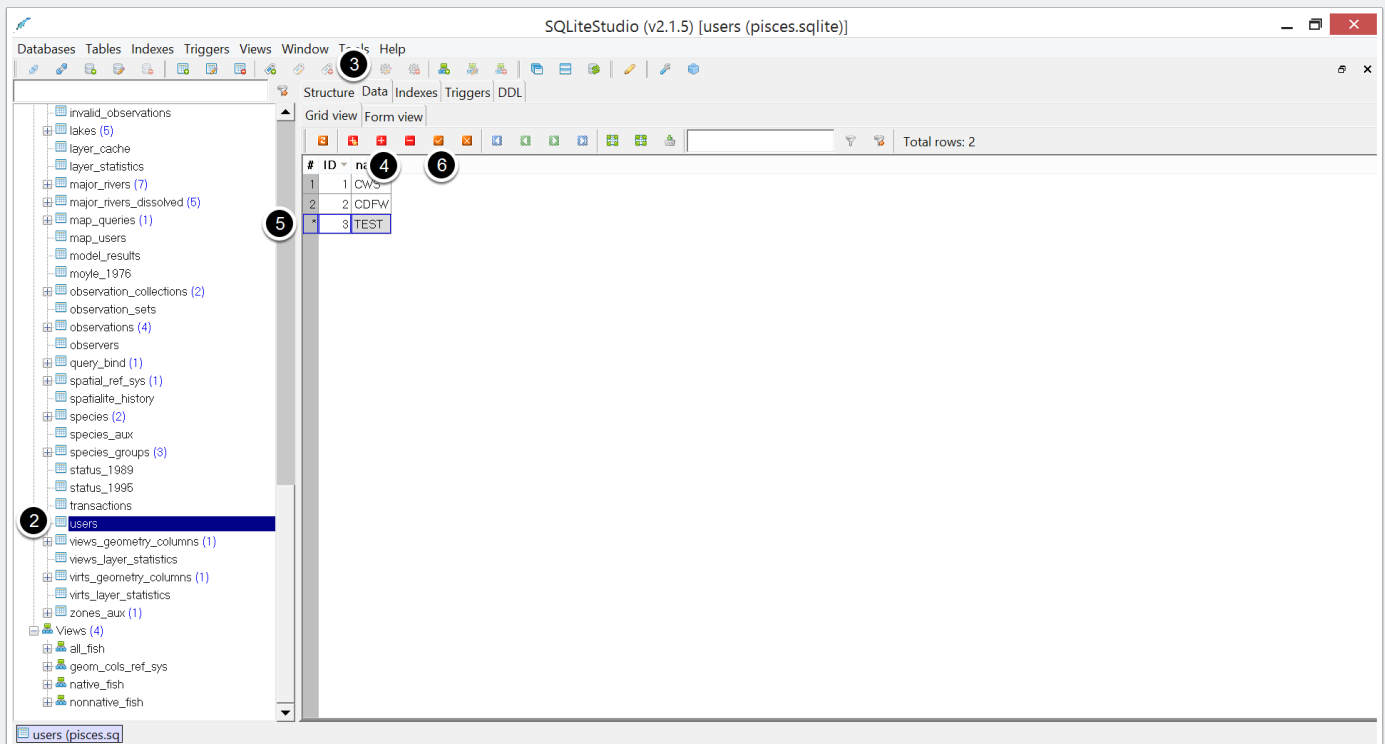 SQLiteStudio (v2.1.5) [users (pisces.sqlite)]
Databases Tables Indexes Triggers Views Window Tools Help
3
Structure Data Indexes Triggers DDL
Grid view Form view
Total rows: 2
4
6
# ID
1 1 CWS
2 2 CDFW
* 3 TEST
5
invalid_observations
lakes (5)
layer_cache
layer_statistics
major_rivers (7)
major_rivers_dissolved (5)
map_queries (1)
map_users
model_results
moyle_1976
observation_collections (2)
observation_sets
observations (4)
observers
query_bind (1)
spatial_ref_sys (1)
spatialite_history
species (2)
species_aux
species_groups (3)
status_1989
status_1995
transactions
2
users
views_geometry_columns (1)
views_layer_statistics
virts_geometry_columns (1)
virts_layer_statistics
zones_aux (1)
Views (4)
all_fish
geom_cols_ref_sys
native_fish
nonnative_fish
users (pisces.sq